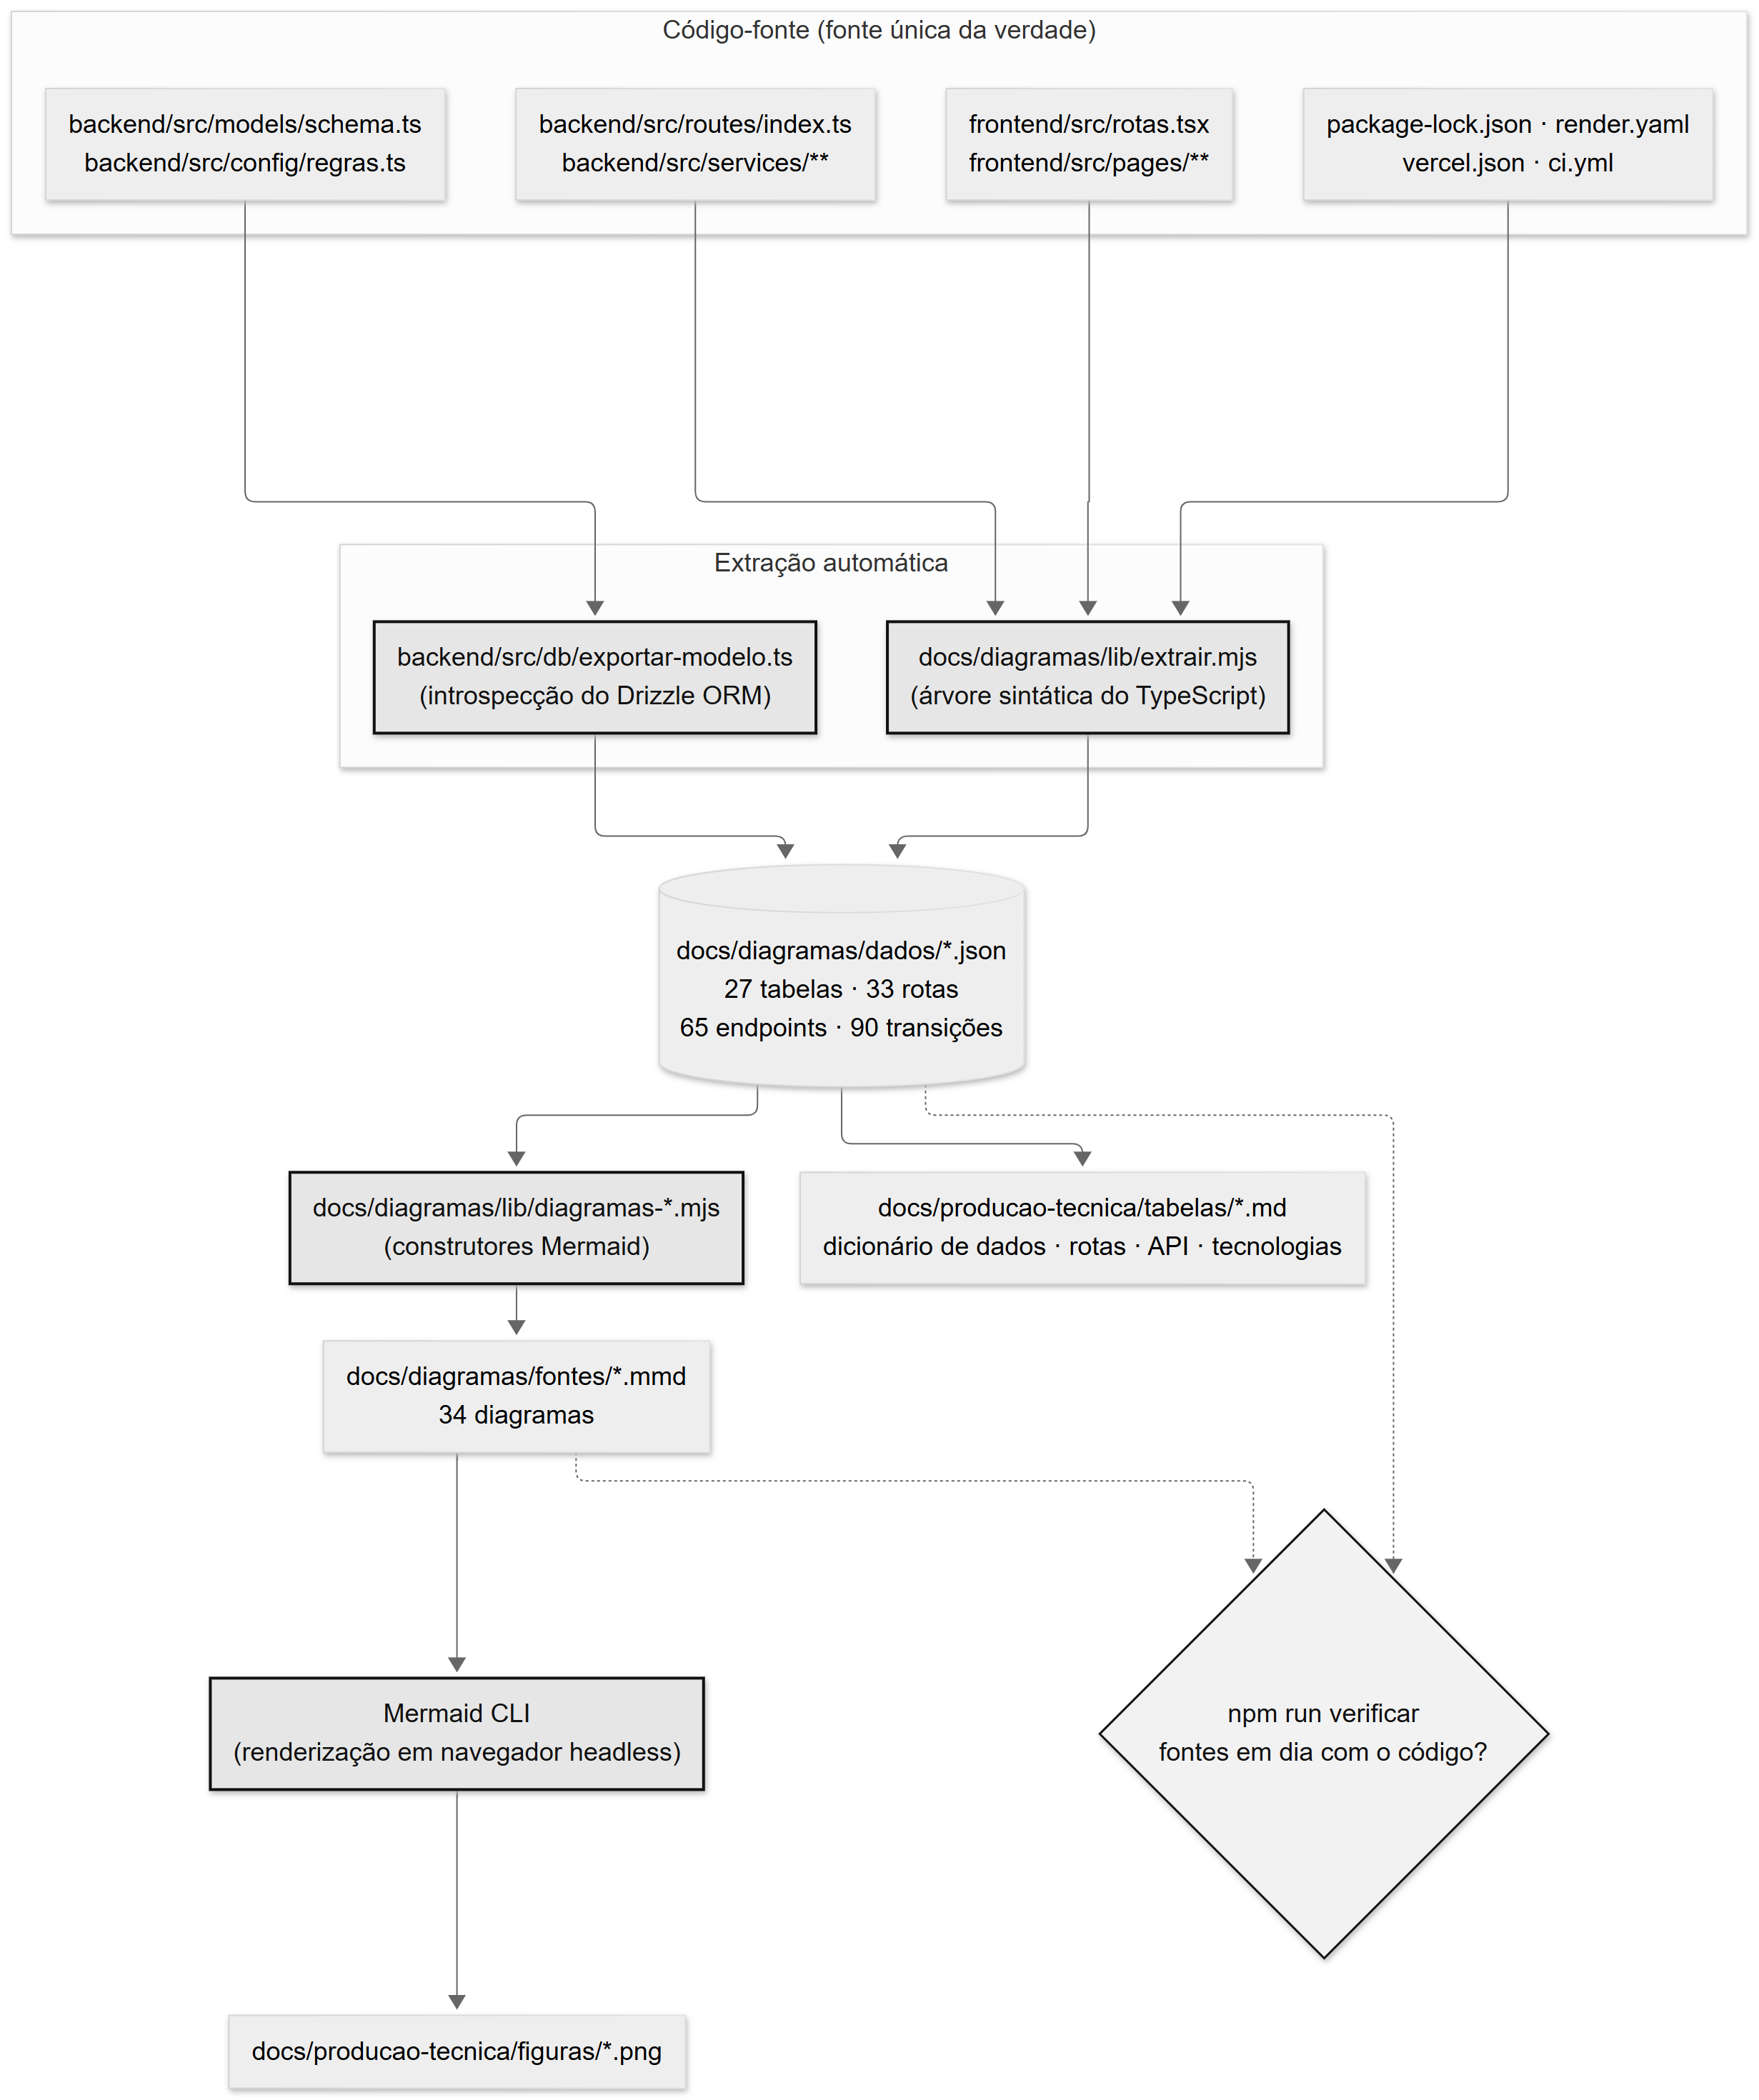 Código-fonte (fonte única da verdade)
backend/src/models/schema.ts
backend/src/config/regras.ts
backend/src/routes/index.ts
backend/src/services/**
frontend/src/rotas.tsx
frontend/src/pages/**
package-lock.json · render.yaml
vercel.json · ci.yml
Extração automática
backend/src/db/exportar-modelo.ts
(introspecção do Drizzle ORM)
docs/diagramas/lib/extrair.mjs
(árvore sintática do TypeScript)
docs/diagramas/dados/*.json
27 tabelas · 33 rotas
65 endpoints · 90 transições
docs/diagramas/lib/diagramas-*.mjs
(construtores Mermaid)
docs/producao-tecnica/tabelas/*.md
dicionário de dados · rotas · API · tecnologias
docs/diagramas/fontes/*.mmd
34 diagramas
Mermaid CLI
(renderização em navegador headless)
npm run verificar
fontes em dia com o código?
docs/producao-tecnica/figuras/*.png